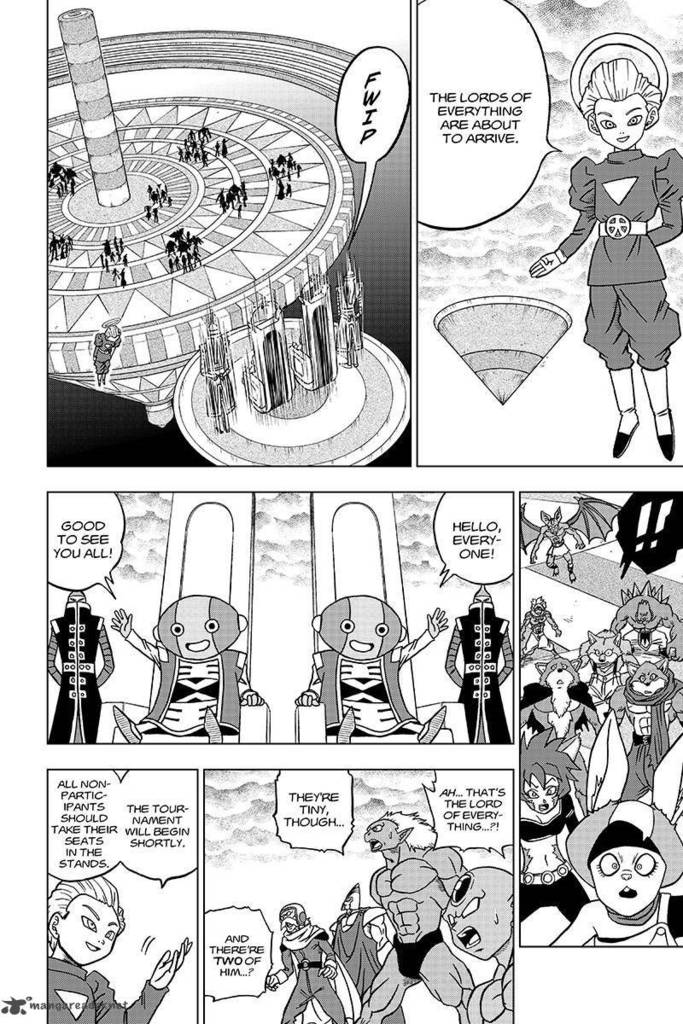 FWIP
THE LORDS OF
EVERYTHING
ARE ABOUT
TO ARRIVE.
GOOD
TO SEE
YOU ALL!
HELLO,
EVERY-
ONE!
!!
ALL NON-
PARTIC-
IPANTS
SHOULD
TAKE THEIR
SEATS
IN THE
STANDS.
THE TOUR-
NAMENT
WILL BEGIN
SHORTLY.
THEY'RE
TINY,
THOUGH...
AH... THAT'S
THE LORD
OF EVERY-
THING...?!
AND
THERE'RE
TWO OF
HIM...?